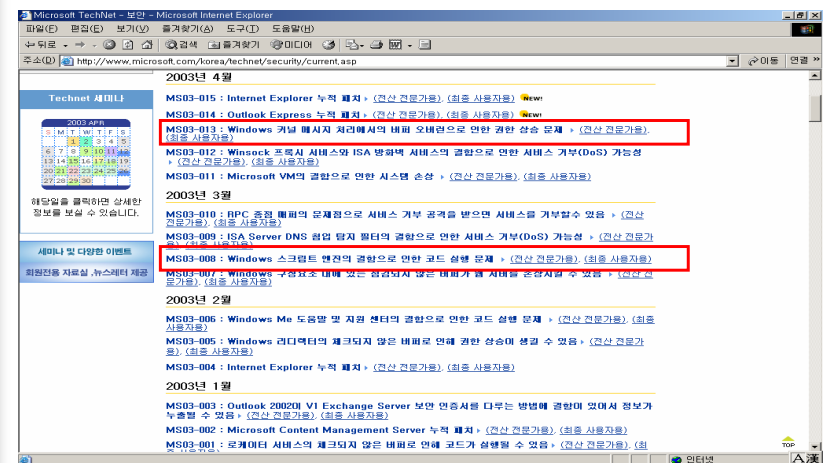 Microsoft TechNet - 보안 - Microsoft Internet Explorer
파일(F) 편집(E) 보기(V) 즐겨찾기(A) 도구(T) 도움말(H)
뒤로 검색 즐겨찾기 미디어
주소(D) http://www.microsoft.com/korea/technet/security/current.asp 이동 연결 »
Technet 세미나
2003 APR
S M T W T F S
1 2 3 4 5
6 7 8 9 10 11 12
13 14 15 16 17 18 19
20 21 22 23 24 25 26
27 28 29 30
해당일을 클릭하면 상세한
정보를 보실 수 있습니다.
세미나 및 다양한 이벤트
회원전용 자료실 ,뉴스레터 제공
2003년 4월
MS03-015 : Internet Explorer 누적 패치 (전산 전문가용), (최종 사용자용) NEW!
MS03-014 : Outlook Express 누적 패치 (전산 전문가용), (최종 사용자용) NEW!
MS03-013 : Windows 커널 메시지 처리에서의 버퍼 오버런으로 인한 권한 상승 문제 (전산 전문가용),
(최종 사용자용)
MS03-012 : Winsock 프록시 서비스와 ISA 방화벽 서비스의 결함으로 인한 서비스 거부(DoS) 가능성
(전산 전문가용), (최종 사용자용)
MS03-011 : Microsoft VM의 결함으로 인한 시스템 손상 (전산 전문가용), (최종 사용자용)
2003년 3월
MS03-010 : RPC 종점 매퍼의 문제점으로 서비스 거부 공격을 받으면 서비스를 거부할수 있음 (전산
전문가용), (최종 사용자용)
MS03-009 : ISA Server DNS 침입 탐지 필터의 결함으로 인한 서비스 거부(DoS) 가능성 (전산 전문가
용), (최종 사용자용)
MS03-008 : Windows 스크립트 엔진의 결함으로 인한 코드 실행 문제 (전산 전문가용), (최종 사용자용)
MS03-007 : Windows 구성요소 내에 있는 점검되지 않은 버퍼가 웹 서버를 손상시킬 수 있음 (전산 전
문가용), (최종 사용자용)
2003년 2월
MS03-006 : Windows Me 도움말 및 지원 센터의 결함으로 인한 코드 실행 문제 (전산 전문가용), (최종
사용자용)
MS03-005 : Windows 리디렉터의 체크되지 않은 버퍼로 인해 권한 상승이 생길 수 있음 (전산 전문가
용), (최종 사용자용)
MS03-004 : Internet Explorer 누적 패치 (전산 전문가용), (최종 사용자용)
2003년 1월
MS03-003 : Outlook 2002이 V1 Exchange Server 보안 인증서를 다루는 방법에 결함이 있어서 정보가
누출될 수 있음 (전산 전문가용), (최종 사용자용)
MS03-002 : Microsoft Content Management Server 누적 패치 (전산 전문가용), (최종 사용자용)
MS03-001 : 로케이터 서비스의 체크되지 않은 버퍼로 인해 코드가 실행될 수 있음 (전산 전문가용), (최
TOP
인터넷
A漢